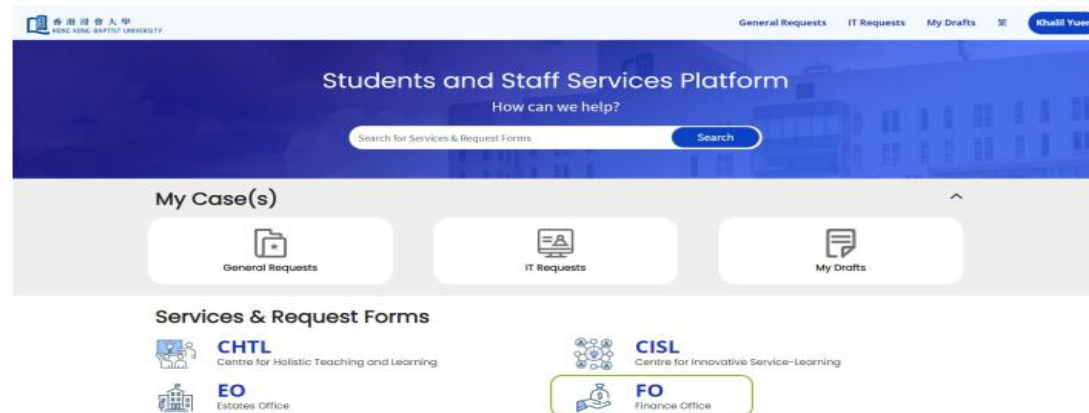 香港浸會大學
HONG KONG BAPTIST UNIVERSITY
General Requests IT Requests My Drafts 繁 Khalil Yuen
Students and Staff Services Platform
How can we help?
Search for Services & Request Forms Search
My Case(s)
General Requests IT Requests My Drafts
Services & Request Forms
CHTL CISL
Centre for Holistic Teaching and Learning Centre for Innovative Service-Learning
EO FO
Estates Office Finance Office